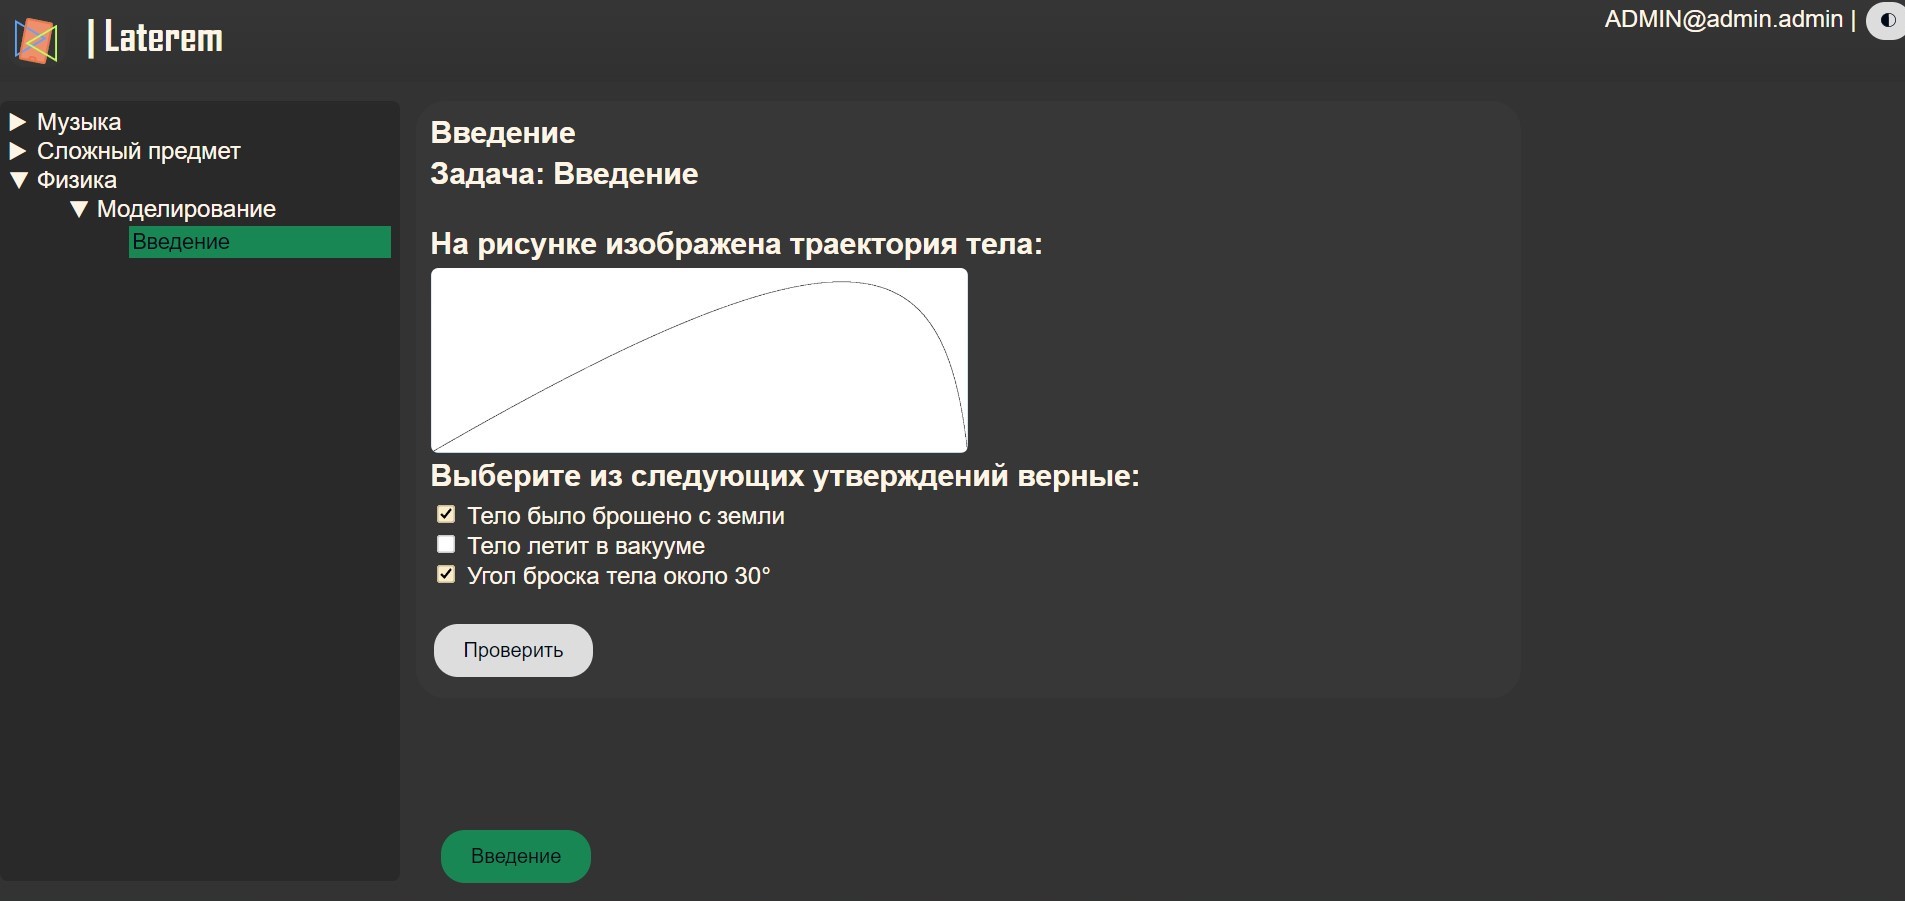 | Laterem
ADMIN@admin.admin |
Музыка
Сложный предмет
Физика
Моделирование
Введение
Введение
Задача: Введение
На рисунке изображена траектория тела:
Выберите из следующих утверждений верные:
Тело было брошено с земли
Тело летит в вакууме
Угол броска тела около 30°
Проверить
Введение